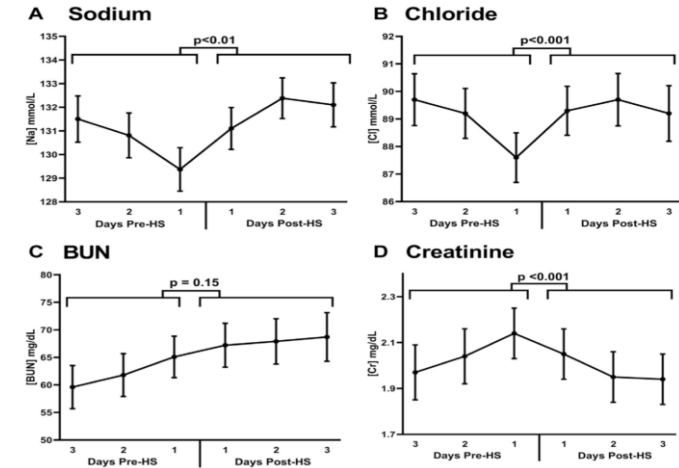 A Sodium
p<0.01
[Na] mmol/L
135
134
133
132
131
130
129
128
3 2 1 1 2 3
Days Pre-HS Days Post-HS
B Chloride
p<0.001
[Cl] mmol/L
92
91
90
89
88
87
86
3 2 1 1 2 3
Days Pre-HS Days Post-HS
C BUN
p = 0.15
[BUN] mg/dL
80
75
70
65
60
55
50
3 2 1 1 2 3
Days Pre-HS Days Post-HS
D Creatinine
p <0.001
[Cr] mg/dL
2.3
2.1
1.9
1.7
3 2 1 1 2 3
Days Pre-HS Days Post-HS